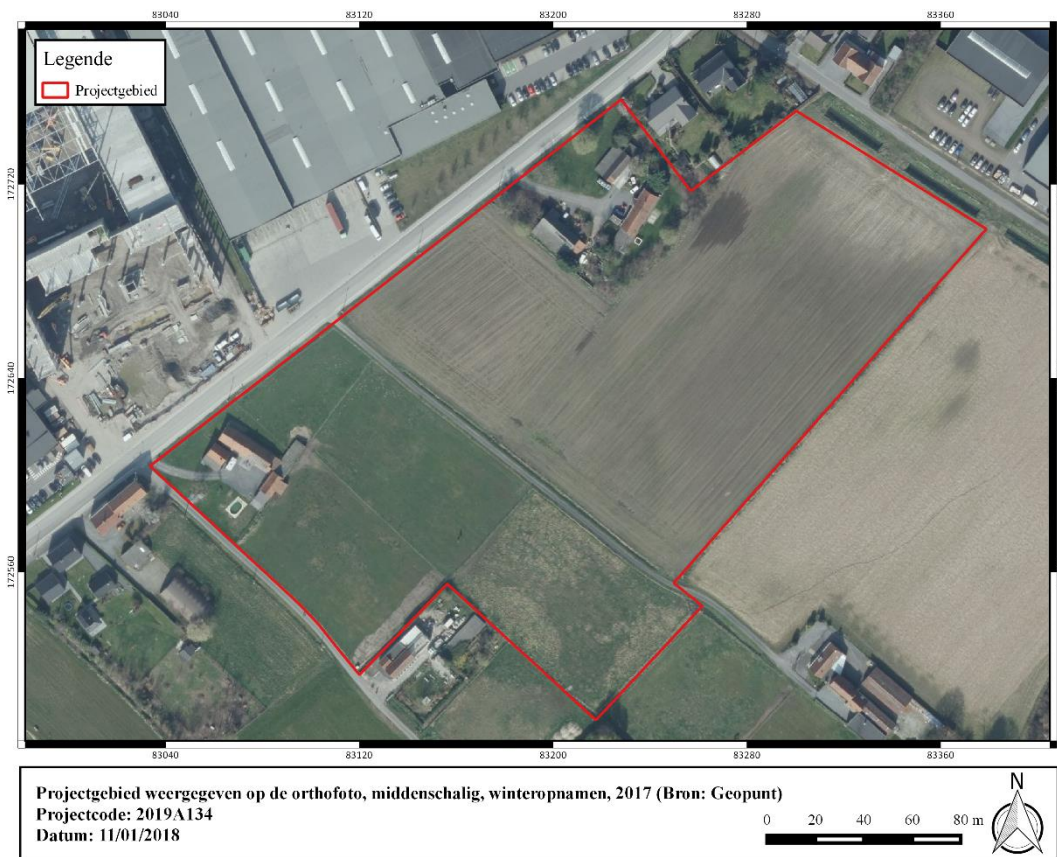 83040 83120 83200 83280 83360
Legende
Projectgebied
172720
172640
172560
83040 83120 83200 83280 83360
Projectgebied weergegeven op de orthofoto, middenschalig, winteropnamen, 2017 (Bron: Geopunt)
Projectcode: 2019A134
Datum: 11/01/2018
N
0 20 40 60 80 m